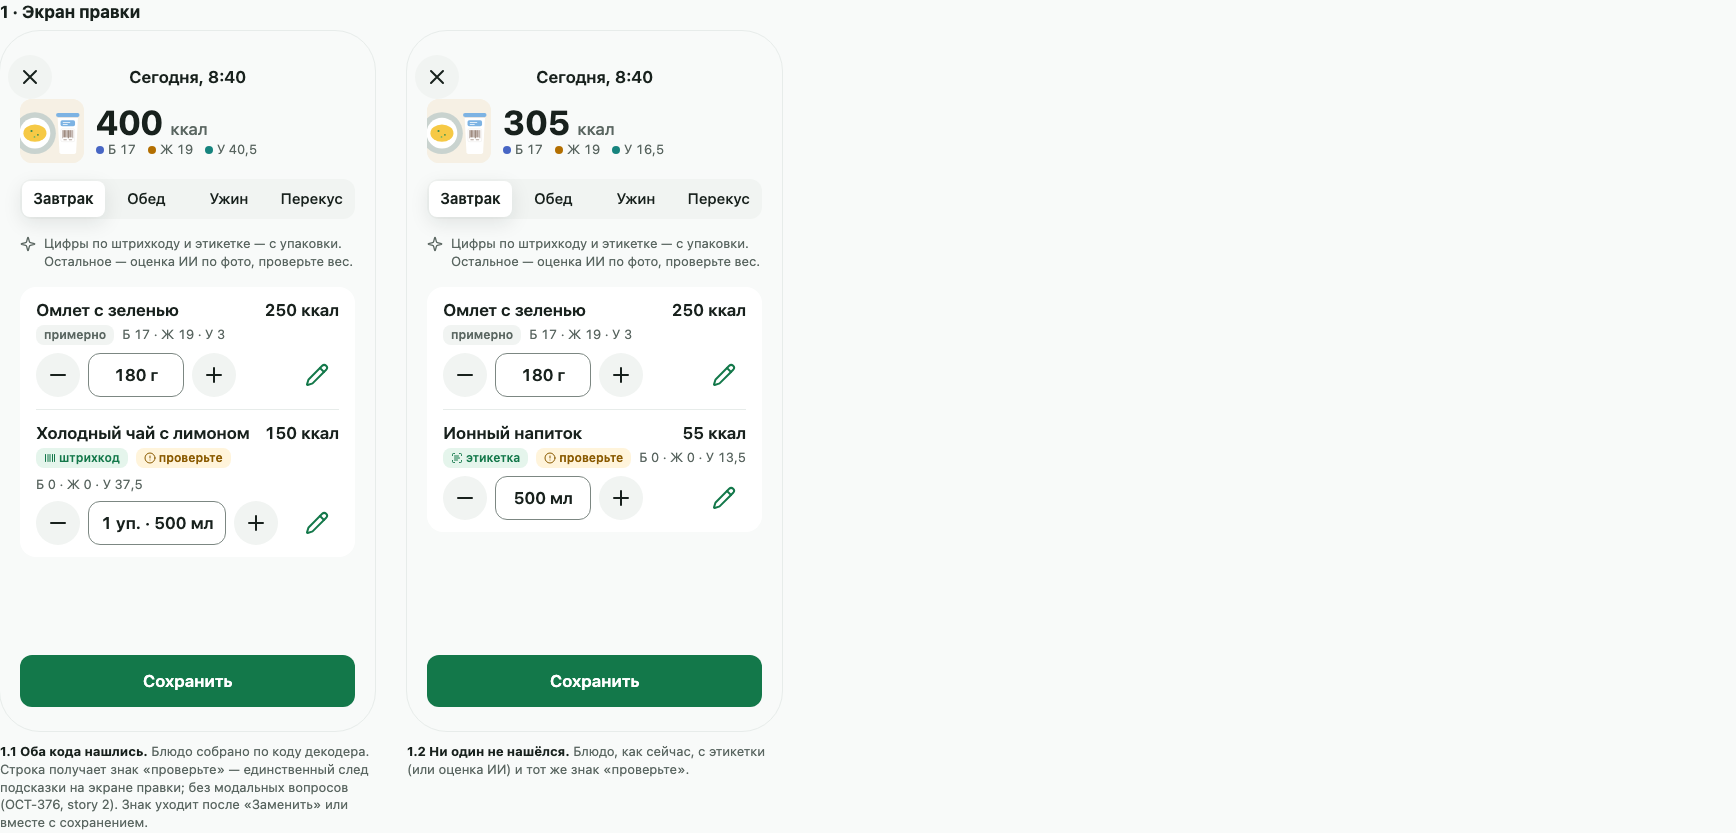 1 · Экран правки
Сегодня, 8:40
400 ккал
Б 17 Ж 19 У 40,5
Завтрак Обед Ужин Перекус
Цифры по штрихкоду и этикетке — с упаковки.
Остальное — оценка ИИ по фото, проверьте вес.
Омлет с зеленью 250 ккал
примерно Б 17 · Ж 19 · У 3
180 г
Холодный чай с лимоном 150 ккал
штрихкод проверьте
Б 0 · Ж 0 · У 37,5
1 уп. · 500 мл
Сохранить
1.1 Оба кода нашлись. Блюдо собрано по коду декодера.
Строка получает знак «проверьте» — единственный след
подсказки на экране правки; без модальных вопросов
(ОСТ-376, story 2). Знак уходит после «Заменить» или
вместе с сохранением.
Сегодня, 8:40
305 ккал
Б 17 Ж 19 У 16,5
Завтрак Обед Ужин Перекус
Цифры по штрихкоду и этикетке — с упаковки.
Остальное — оценка ИИ по фото, проверьте вес.
Омлет с зеленью 250 ккал
примерно Б 17 · Ж 19 · У 3
180 г
Ионный напиток 55 ккал
этикетка проверьте Б 0 · Ж 0 · У 13,5
500 мл
Сохранить
1.2 Ни один не нашёлся. Блюдо, как сейчас, с этикетки
(или оценка ИИ) и тот же знак «проверьте».